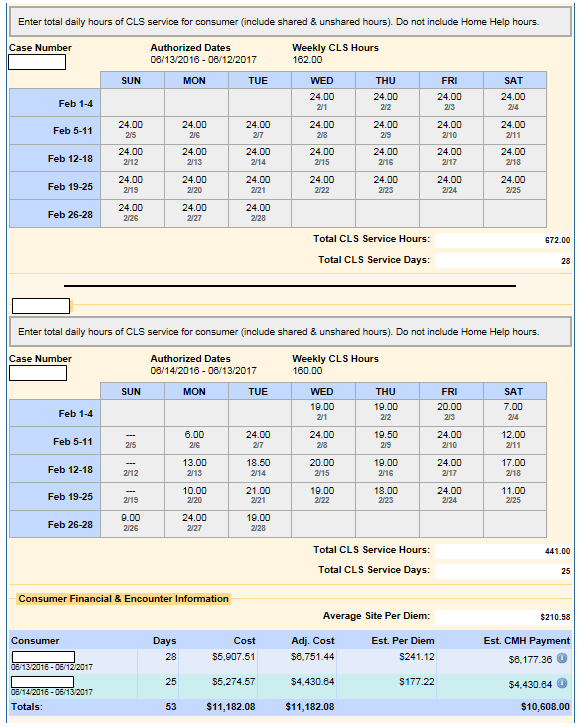 Enter total daily hours of CLS service for consumer (include shared & unshared hours). Do not include Home Help hours.
Case Number Authorized Dates Weekly CLS Hours
06/13/2016 - 06/12/2017 162.00
SUN MON TUE WED THU FRI SAT
Feb 1-4 24.00 24.00 24.00 24.00
2/1 2/2 2/3 2/4
Feb 5-11 24.00 24.00 24.00 24.00 24.00 24.00 24.00
2/5 2/6 2/7 2/8 2/9 2/10 2/11
Feb 12-18 24.00 24.00 24.00 24.00 24.00 24.00 24.00
2/12 2/13 2/14 2/15 2/16 2/17 2/18
Feb 19-25 24.00 24.00 24.00 24.00 24.00 24.00 24.00
2/19 2/20 2/21 2/22 2/23 2/24 2/25
Feb 26-28 24.00 24.00 24.00
2/26 2/27 2/28
Total CLS Service Hours: 672.00
Total CLS Service Days: 28
Enter total daily hours of CLS service for consumer (include shared & unshared hours). Do not include Home Help hours.
Case Number Authorized Dates Weekly CLS Hours
06/14/2016 - 06/13/2017 160.00
SUN MON TUE WED THU FRI SAT
Feb 1-4 19.00 19.00 20.00 7.00
2/1 2/2 2/3 2/4
Feb 5-11 --- 6.00 24.00 24.00 19.50 24.00 12.00
2/5 2/6 2/7 2/8 2/9 2/10 2/11
Feb 12-18 --- 13.00 18.50 20.00 19.00 24.00 17.00
2/12 2/13 2/14 2/15 2/16 2/17 2/18
Feb 19-25 --- 10.00 21.00 19.00 18.00 24.00 11.00
2/19 2/20 2/21 2/22 2/23 2/24 2/25
Feb 26-28 9.00 24.00 19.00
2/26 2/27 2/28
Total CLS Service Hours: 441.00
Total CLS Service Days: 25
Consumer Financial & Encounter Information
Average Site Per Diem: $210.98
Consumer Days Cost Adj. Cost Est. Per Diem Est. CMH Payment
28 $5,907.51 $6,751.44 $241.12 $6,177.36
06/13/2016 - 06/12/2017
25 $5,274.57 $4,430.64 $177.22 $4,430.64
06/14/2016 - 06/13/2017
Totals: 53 $11,182.08 $11,182.08 $10,608.00